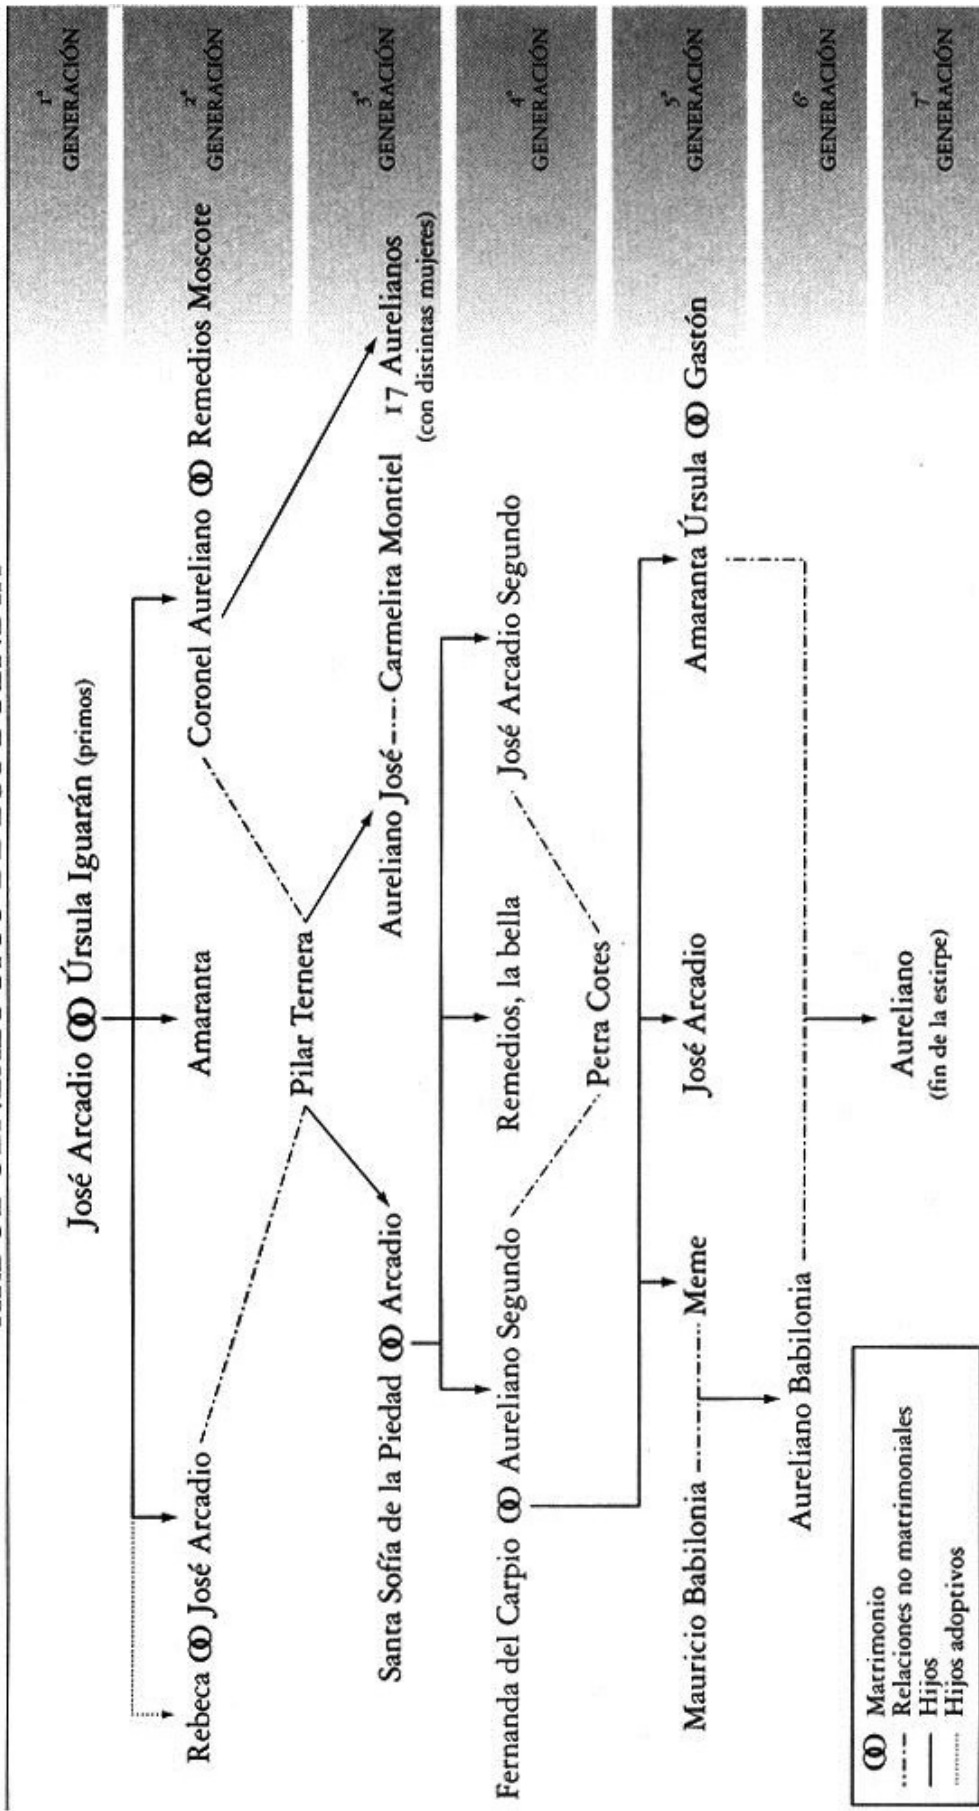 José Arcadio Úrsula Iguarán (primos)
1ª
GENERACIÓN
Rebeca José Arcadio
Amaranta
Coronel Aureliano Remedios Moscote
2ª
GENERACIÓN
Pilar Ternera
Santa Sofía de la Piedad Arcadio
Aureliano José Carmelita Montiel
17 Aurelianos
(con distintas mujeres)
3ª
GENERACIÓN
Fernanda del Carpio Aureliano Segundo
Remedios, la bella
José Arcadio Segundo
4ª
GENERACIÓN
Petra Cotes
Mauricio Babilonia Meme
José Arcadio
Amaranta Úrsula Gastón
5ª
GENERACIÓN
Aureliano Babilonia
6ª
GENERACIÓN
Aureliano
(fin de la estirpe)
7ª
GENERACIÓN
Matrimonio
Relaciones no matrimoniales
Hijos
Hijos adoptivos